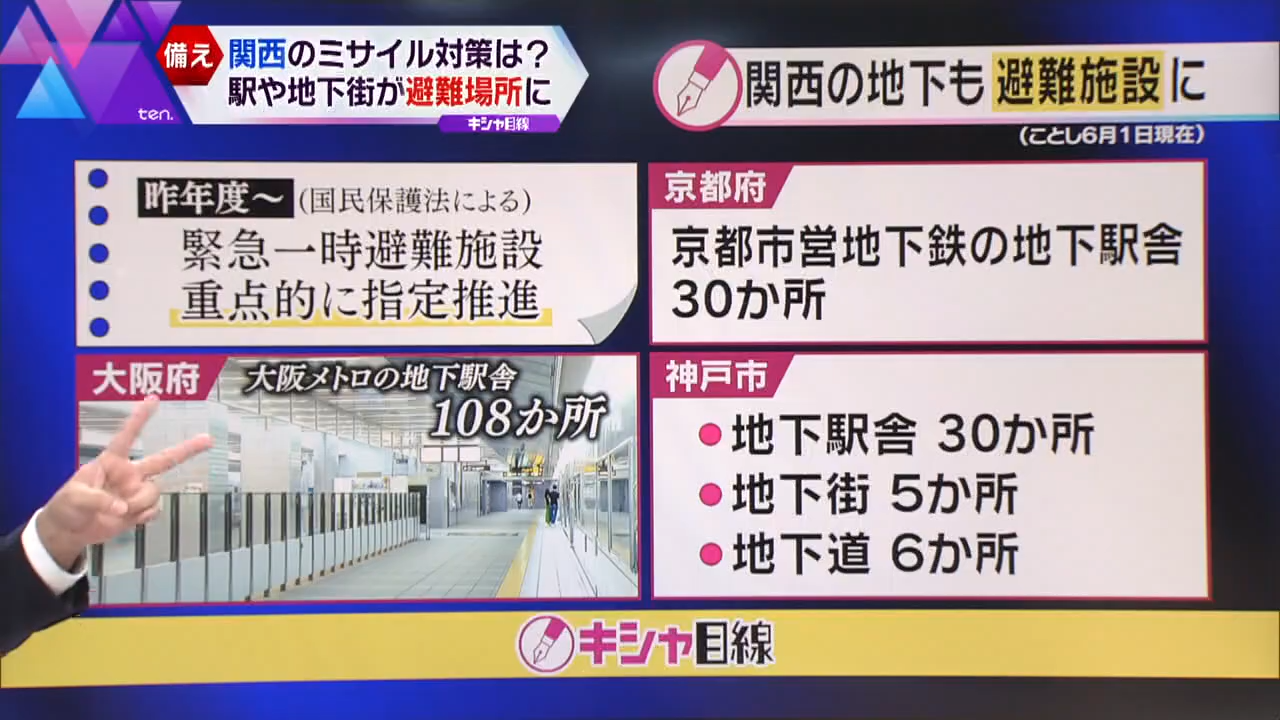 備え
関西のミサイル対策は?
駅や地下街が避難場所に
キシャ目線
ten.
関西の地下も避難施設に
(ことし6月1日現在)
昨年度~(国民保護法による)
緊急一時避難施設
重点的に指定推進
京都府
京都市営地下鉄の地下駅舎
30か所
大阪府
大阪メトロの地下駅舎
108か所
神戸市
地下駅舎 30か所
地下街 5か所
地下道 6か所
キシャ目線